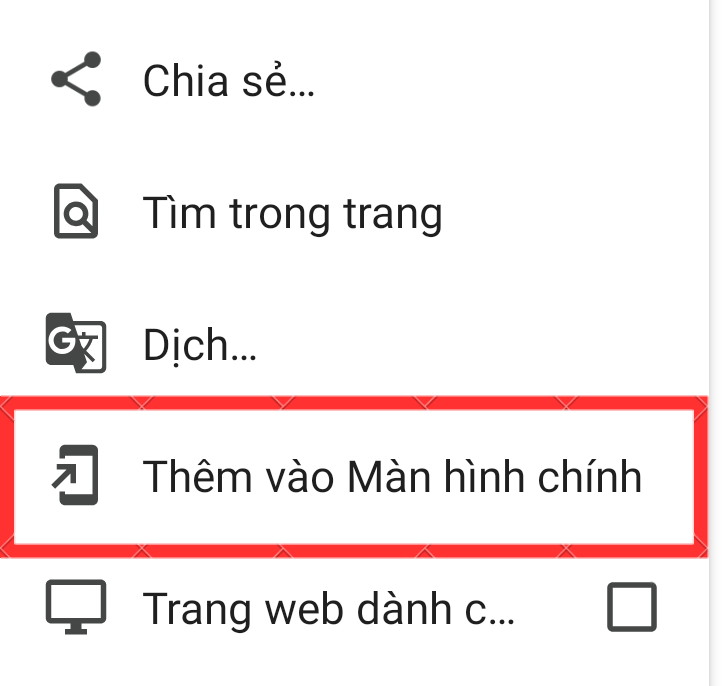 Chia sẻ...
Tìm trong trang
Dịch...
Thêm vào Màn hình chính
Trang web dành c...